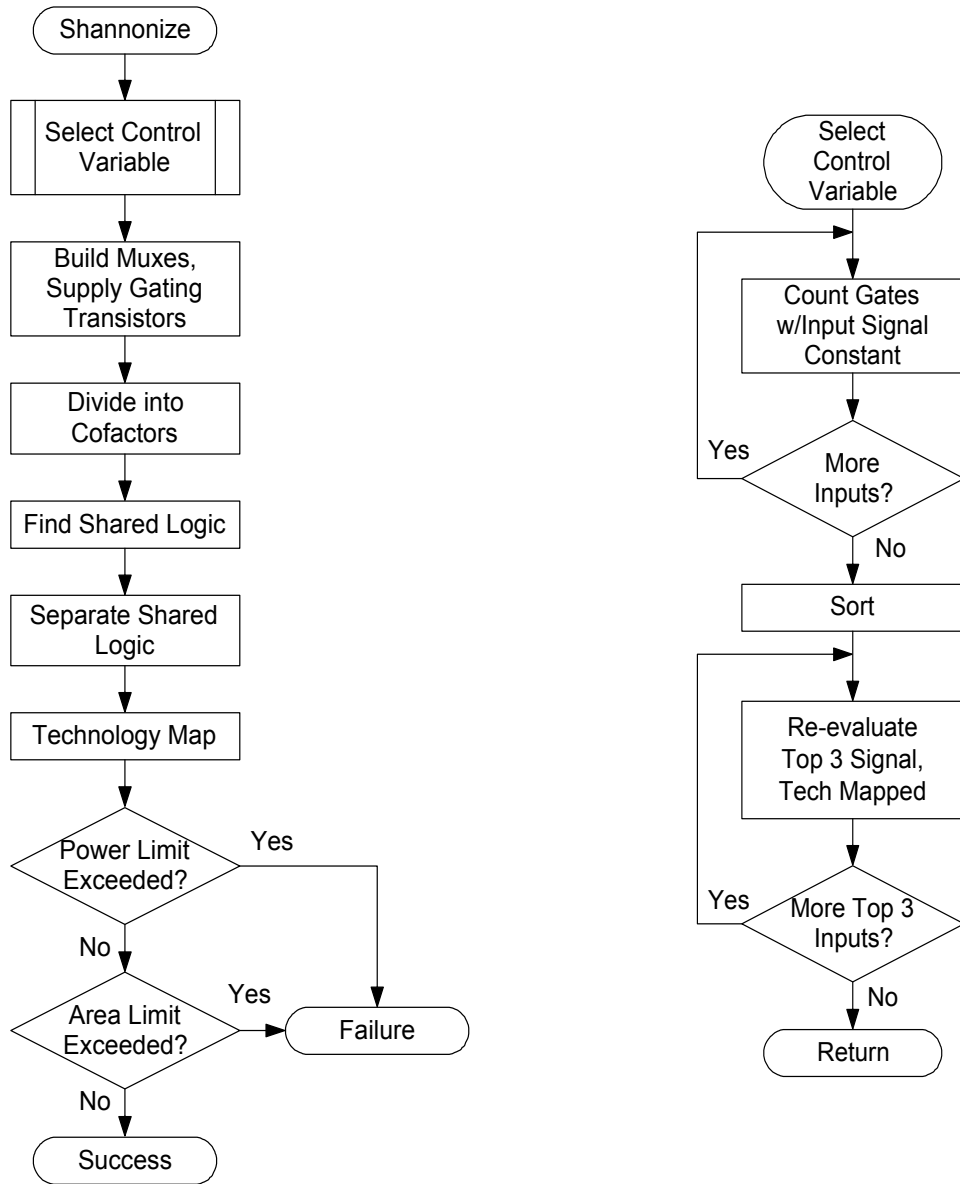 Shannonize
Select Control
Variable
Build Muxes,
Supply Gating
Transistors
Divide into
Cofactors
Find Shared Logic
Separate Shared
Logic
Technology Map
Power Limit
Exceeded?
Yes
No
Area Limit
Exceeded?
Yes
Failure
No
Success
Select
Control
Variable
Count Gates
w/Input Signal
Constant
Yes
More
Inputs?
No
Sort
Re-evaluate
Top 3 Signal,
Tech Mapped
Yes
More Top 3
Inputs?
No
Return